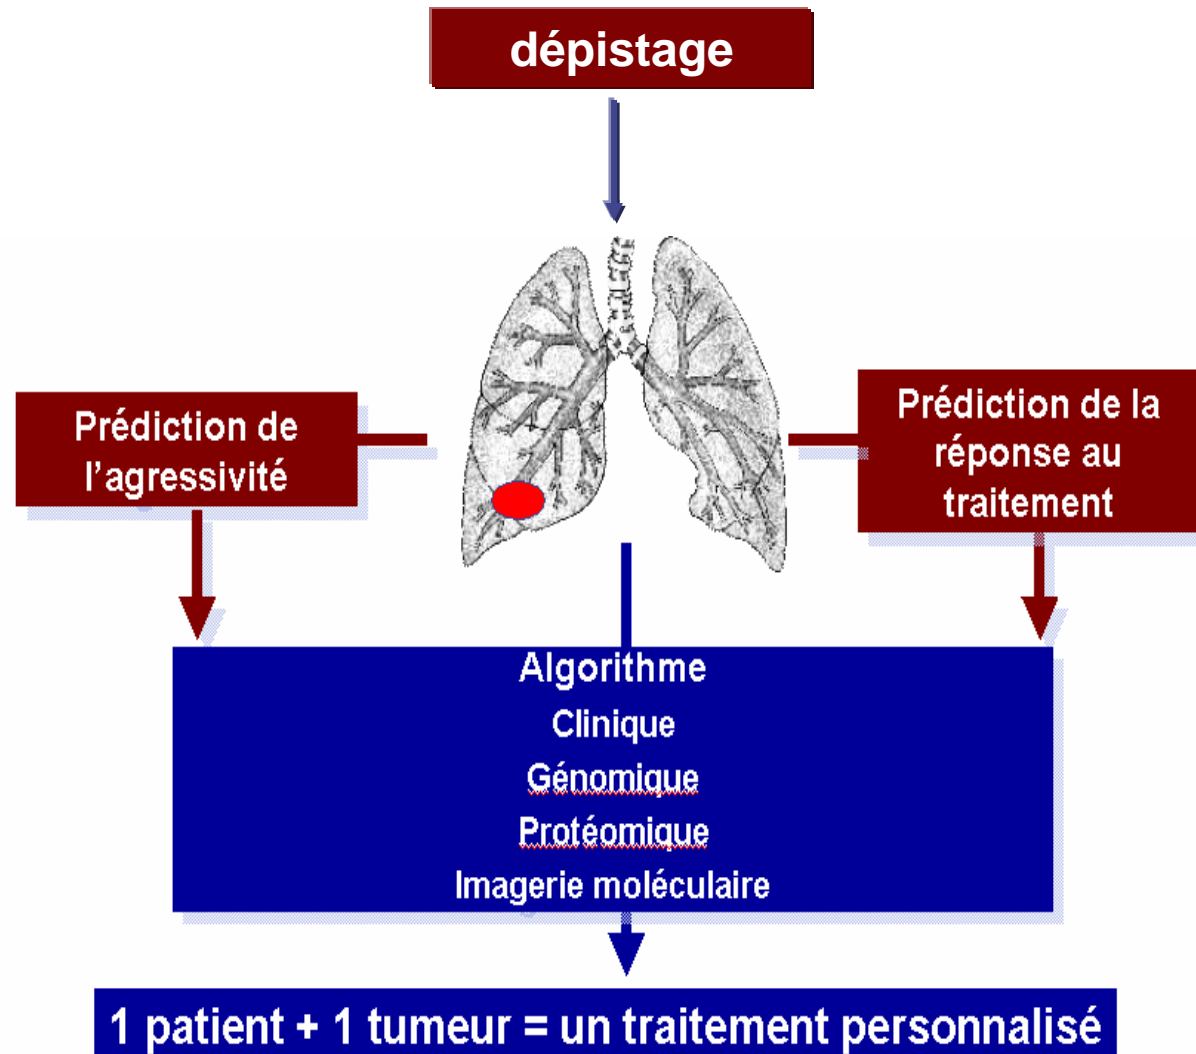 dépistage
Prédiction de
l’agressivité
Prédiction de la
réponse au
traitement
Algorithme
Clinique
Génomique
Protéomique
Imagerie moléculaire
1 patient + 1 tumeur = un traitement personnalisé